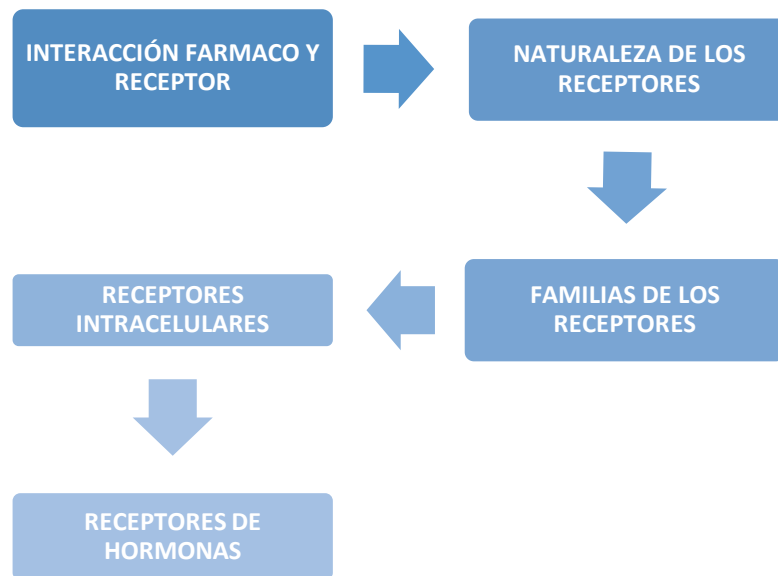 INTERACCIÓN FARMACO Y
RECEPTOR
NATURALEZA DE LOS
RECEPTORES
FAMILIAS DE LOS
RECEPTORES
RECEPTORES
INTRACELULARES
RECEPTORES DE
HORMONAS